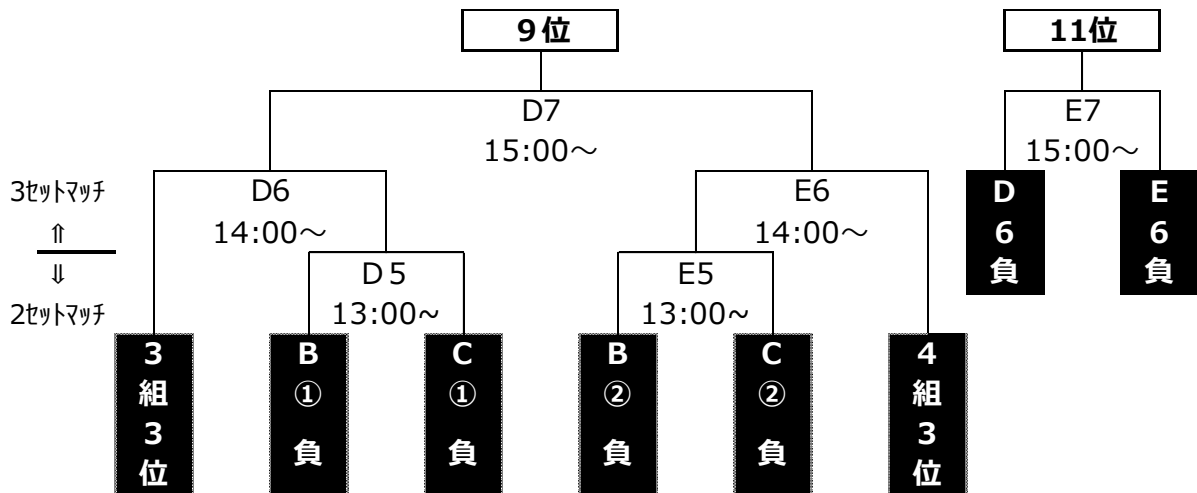 9位
11位
D7
15:00～
E7
15:00～
3ｾｯﾄﾏｯﾁ
⇑
⇓
2ｾｯﾄﾏｯﾁ
D6
14:00～
E6
14:00～
D
6
負
E
6
負
D５
13:00~
E5
13:00~
3
組
3
位
B
①
負
C
①
負
B
②
負
C
②
負
4
組
3
位